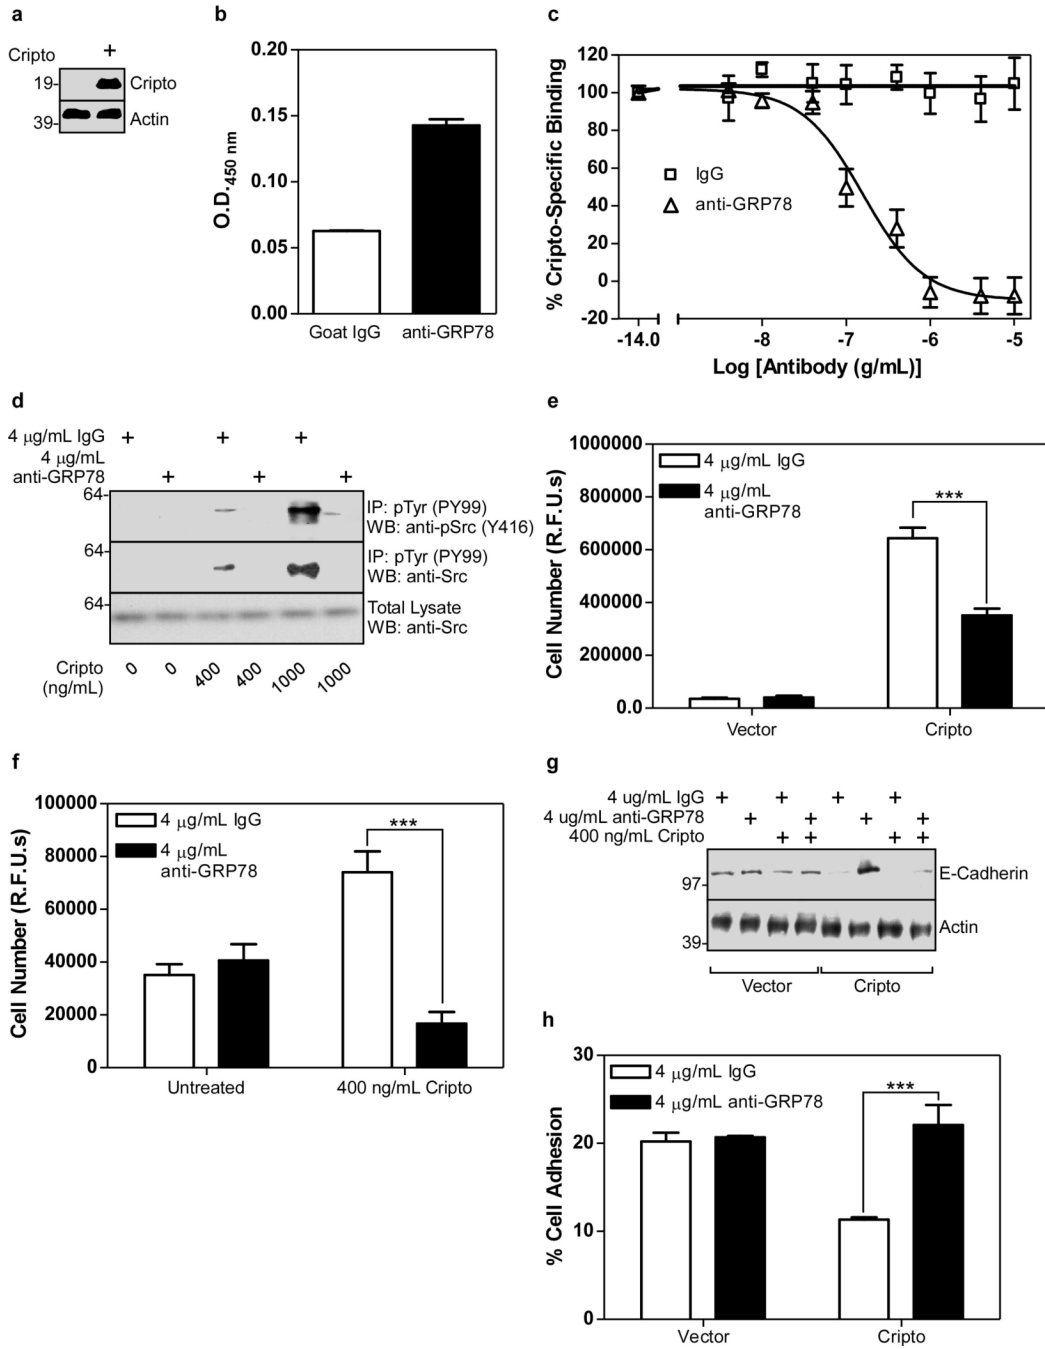 a
Cripto +
19- Cripto
39- Actin
b
0.20
0.15
0.10
0.05
0.00
O.D.450 nm
Goat IgG anti-GRP78
c
120
100
80
60
40
20
0
-20
% Cripto-Specific Binding
IgG
anti-GRP78
-14.0 -8 -7 -6 -5
Log [Antibody (g/mL)]
d
4 μg/mL IgG + + +
4 μg/mL
anti-GRP78 + + +
64-
IP: pTyr (PY99)
WB: anti-pSrc (Y416)
64-
IP: pTyr (PY99)
WB: anti-Src
64-
Total Lysate
WB: anti-Src
Cripto
(ng/mL)
0 0 400 400 1000 1000
e
1000000
800000
600000
400000
200000
0.0
Cell Number (R.F.U.s)
4 μg/mL IgG
4 μg/mL
anti-GRP78
***
Vector Cripto
f
100000
80000
60000
40000
20000
0
Cell Number (R.F.U.s)
4 μg/mL IgG
4 μg/mL
anti-GRP78
***
Untreated 400 ng/mL Cripto
g
4 ug/mL IgG + + + +
4 ug/mL anti-GRP78 + + + +
400 ng/mL Cripto + + + +
97-
E-Cadherin
39-
Actin
Vector Cripto
h
30
20
10
0
% Cell Adhesion
4 μg/mL IgG
4 μg/mL anti-GRP78
***
Vector Cripto